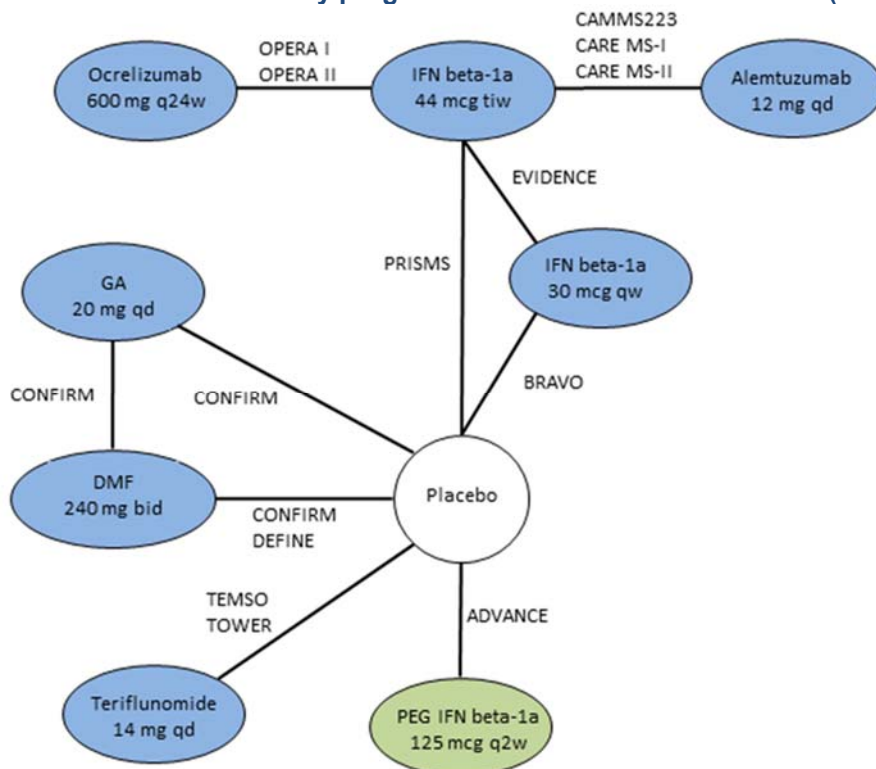 OPERA I
OPERA II
CAMMS223
CARE MS-I
CARE MS-II
Ocrelizumab
600 mg q24w
IFN beta-1a
44 mcg tiw
Alemtuzumab
12 mg qd
EVIDENCE
PRISMS
IFN beta-1a
30 mcg qw
GA
20 mg qd
BRAVO
CONFIRM
CONFIRM
DMF
240 mg bid
Placebo
CONFIRM
DEFINE
TEMSO
TOWER
ADVANCE
Teriflunomide
14 mg qd
PEG IFN beta-1a
125 mcg q2w